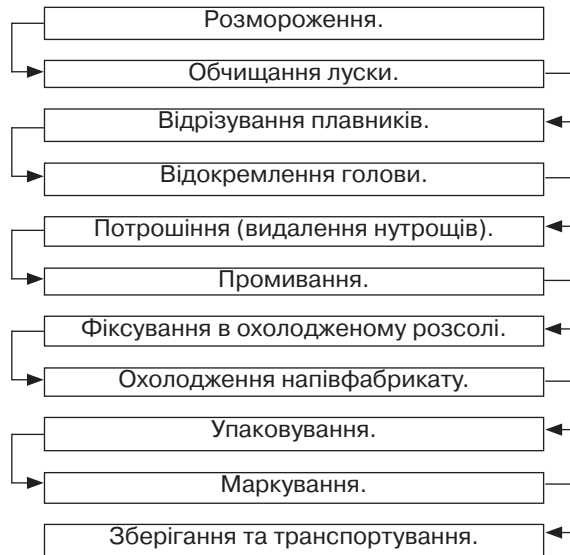 Розмороження.
Обчищання луски.
Відрізування плавників.
Відокремлення голови.
Потрошіння (видалення нутрощів).
Промивання.
Фіксування в охолодженому розсолі.
Охолодження напівфабрикату.
Упаковування.
Маркування.
Зберігання та транспортування.